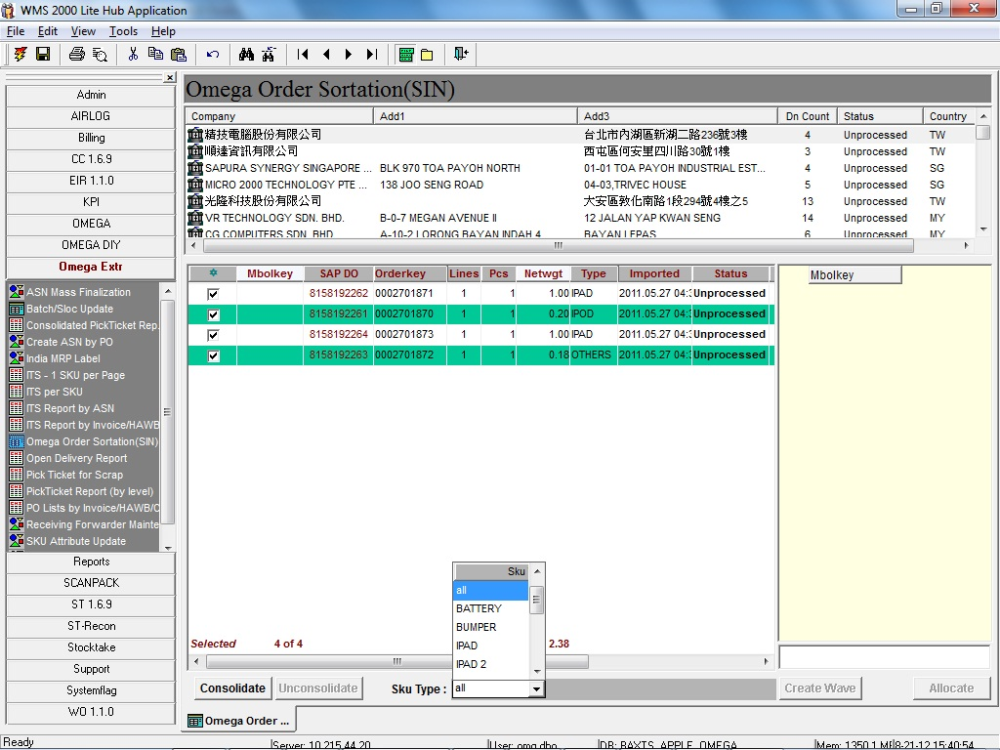 WMS 2000 Lite Hub Application
File Edit View Tools Help
Admin
AIRLOG
Billing
CC 1.6.9
EIR 1.1.0
KPI
OMEGA
OMEGA DIY
Omega Extr
ASN Mass Finalization
Batch/Sloc Update
Consolidated PickTicket Rep.
Create ASN by PO
India MRP Label
ITS - 1 SKU per Page
ITS per SKU
ITS Report by ASN
ITS Report by Invoice/HAWB
Omega Order Sortation(SIN)
Open Delivery Report
Pick Ticket for Scrap
PickTicket Report (by level)
PO Lists by Invoice/HAWB/C
Receiving Forwarder Mainte
SKU Attribute Update
Reports
SCANPACK
ST 1.6.9
ST-Recon
Stocktake
Support
Systemflag
WO 1.1.0
Omega Order Sortation(SIN)
Company Add1 Add3 Dn Count Status Country
精技電腦股份有限公司 台北市內湖區新湖二路236號3樓 4 Unprocessed TW
順達資訊有限公司 西屯區何安里四川路30號1樓 3 Unprocessed TW
SAPURA SYNERGY SINGAPORE ... BLK 970 TOA PAYOH NORTH 01-01 TOA PAYOH INDUSTRIAL EST... 4 Unprocessed SG
MICRO 2000 TECHNOLOGY PTE ... 138 JOO SENG ROAD 04-03,TRIVEC HOUSE 5 Unprocessed SG
光隆科技股份有限公司 大安區敦化南路1段294號4樓之5 13 Unprocessed TW
VR TECHNOLOGY SDN. BHD. B-0-7 MEGAN AVENUE II 12 JALAN YAP KWAN SENG 14 Unprocessed MY
CG COMPUTERS SDN. BHD. A-10-2 LORONG BAYAN INDAH 4 BAYAN LEPAS 6 Unprocessed MY
Mbolkey SAP DO Orderkey Lines Pcs Netwgt Type Imported Status
8158192262 0002701871 1 1 1.00 IPAD 2011.05.27 04:3 Unprocessed
8158192261 0002701870 1 1 0.20 IPOD 2011.05.27 04:3 Unprocessed
8158192264 0002701873 1 1 1.00 IPAD 2011.05.27 04:3 Unprocessed
8158192263 0002701872 1 1 0.18 OTHERS 2011.05.27 04:3 Unprocessed
Mbolkey
Sku
all
BATTERY
BUMPER
IPAD
IPAD 2
Selected 4 of 4 2.38
Consolidate Unconsolidate Sku Type : all Create Wave Allocate
Omega Order ...
Ready Server: 10.215.44.20 User: omg.dbo DB: BAXTS_APPLE_OMEGA Mem: 1350.1 M 8-21-12 15:40:54